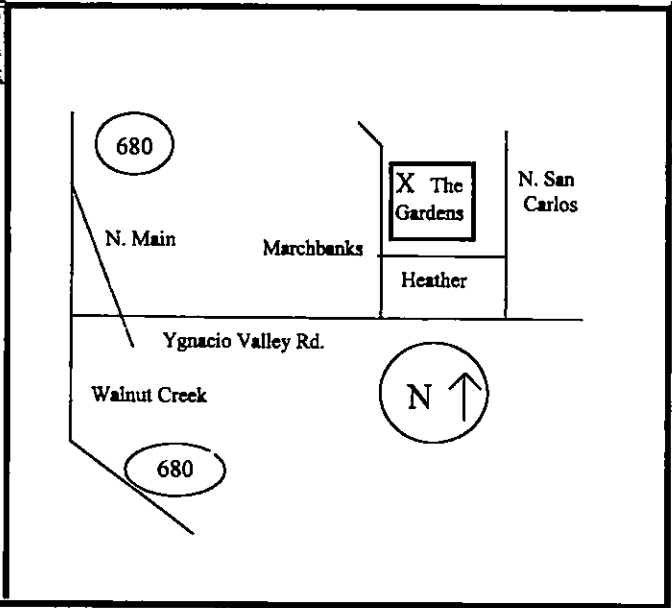 680
X The
Gardens
N. San
Carlos
N. Main
Marchbanks
Heather
Ygnacio Valley Rd.
Walnut Creek
N
680